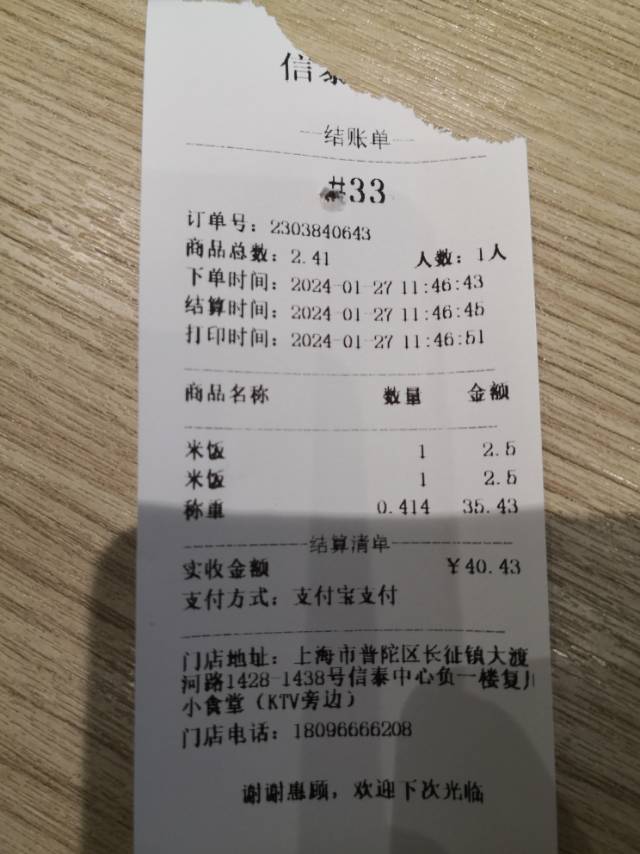 信泰
结账单
#33
订单号：2303840643
商品总数：2.41 人数：1人
下单时间：2024-01-27 11:46:43
结算时间：2024-01-27 11:46:45
打印时间：2024-01-27 11:46:51
商品名称 数量 金额
米饭 1 2.5
米饭 1 2.5
称重 0.414 35.43
结算清单
实收金额 ￥40.43
支付方式：支付宝支付
门店地址：上海市普陀区长征镇大渡
河路1428-1438号信泰中心负一楼复
小食堂（KTV旁边）
门店电话：18096666208
谢谢惠顾，欢迎下次光临